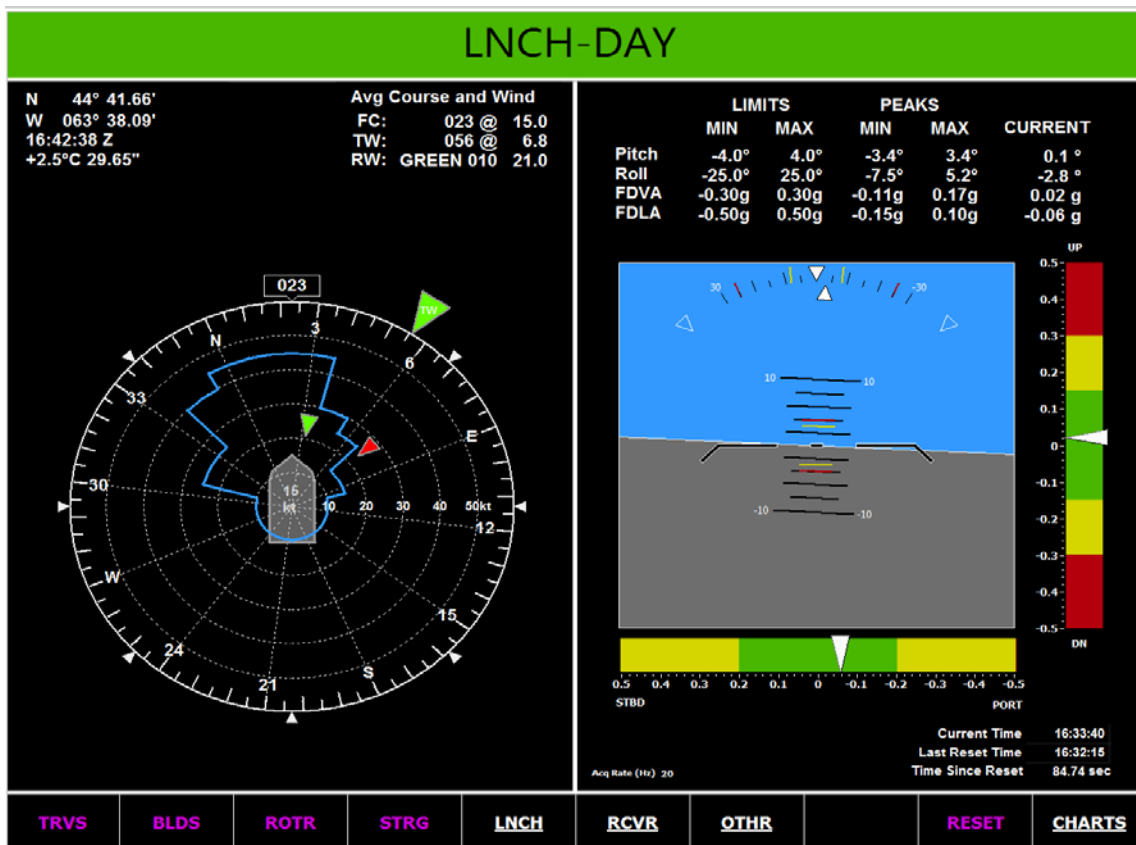 LNCH-DAY
N 44° 41.66'
W 063° 38.09'
16:42:38 Z
+2.5°C 29.65"
Avg Course and Wind
FC: 023 @ 15.0
TW: 056 @ 6.8
RW: GREEN 010 21.0
023
TW
N
3
6
33
E
30
15
kt
10 20 30 40 50kt
12
W
15
24
21
S
LIMITS PEAKS
MIN MAX MIN MAX CURRENT
Pitch -4.0° 4.0° -3.4° 3.4° 0.1 °
Roll -25.0° 25.0° -7.5° 5.2° -2.8 °
FDVA -0.30g 0.30g -0.11g 0.17g 0.02 g
FDLA -0.50g 0.50g -0.15g 0.10g -0.06 g
30 -30
10 10
-10 -10
UP
0.5
0.4
0.3
0.2
0.1
0
-0.1
-0.2
-0.3
-0.4
-0.5
DN
0.5 0.4 0.3 0.2 0.1 0 -0.1 -0.2 -0.3 -0.4 -0.5
STBD PORT
Current Time 16:33:40
Last Reset Time 16:32:15
Time Since Reset 84.74 sec
Acq Rate (Hz) 20
TRVS BLDS ROTR STRG LNCH RCVR OTHR RESET CHARTS